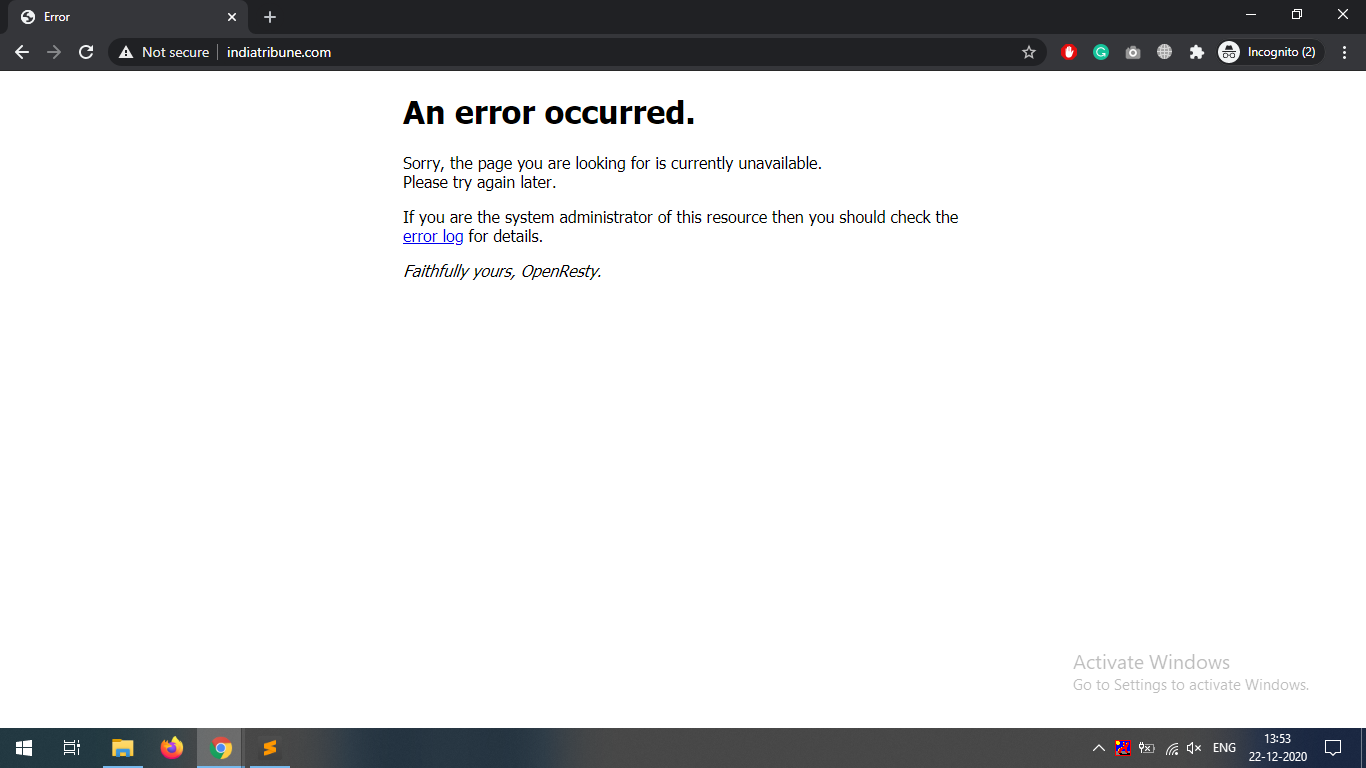 Error
Not secure indiatribune.com Incognito (2)
An error occurred.
Sorry, the page you are looking for is currently unavailable.
Please try again later.
If you are the system administrator of this resource then you should check the
error log for details.
Faithfully yours, OpenResty.
Activate Windows
Go to Settings to activate Windows.
ENG
13:53
22-12-2020